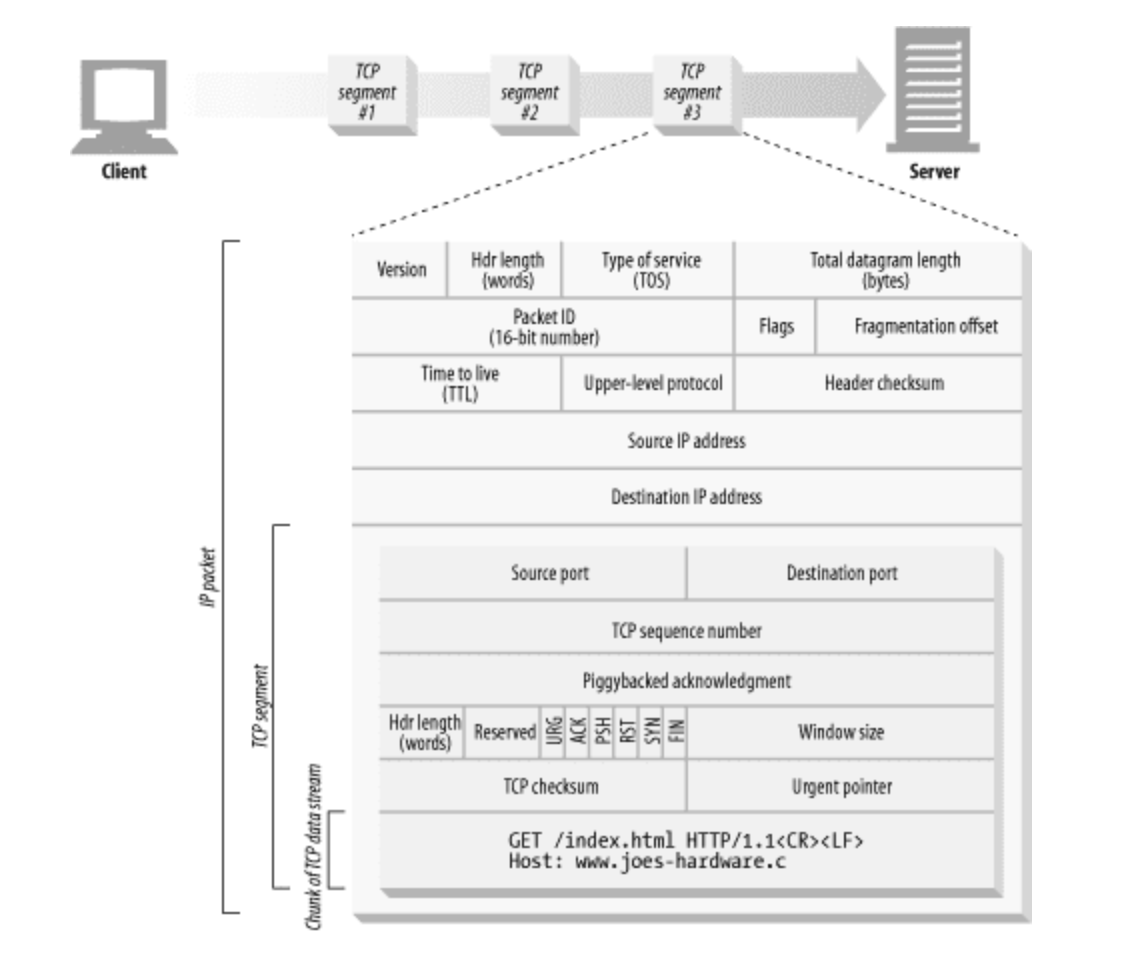 TCP
segment
#1
TCP
segment
#2
TCP
segment
#3
Client
Server
Version
Hdr length
(words)
Type of service
(TOS)
Total datagram length
(bytes)
Packet ID
(16-bit number)
Flags
Fragmentation offset
Time to live
(TTL)
Upper-level protocol
Header checksum
Source IP address
Destination IP address
IP packet
TCP segment
Source port
Destination port
TCP sequence number
Piggybacked acknowledgment
Hdr length
(words)
Reserved
URG
ACK
PSH
RST
SYN
FIN
Window size
TCP checksum
Urgent pointer
Chunk of TCP data stream
GET /index.html HTTP/1.1<CR><LF>
Host: www.joes-hardware.c